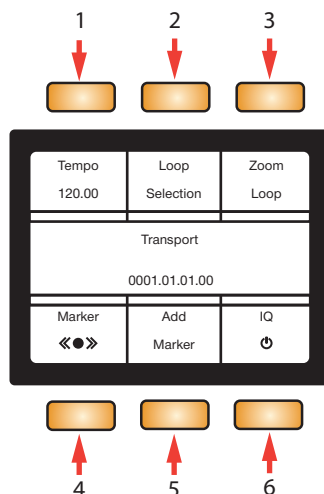 1 2 3
Tempo Loop Zoom
120.00 Selection Loop
Transport
0001.01.01.00
Marker Add IQ
Marker
4 5 6